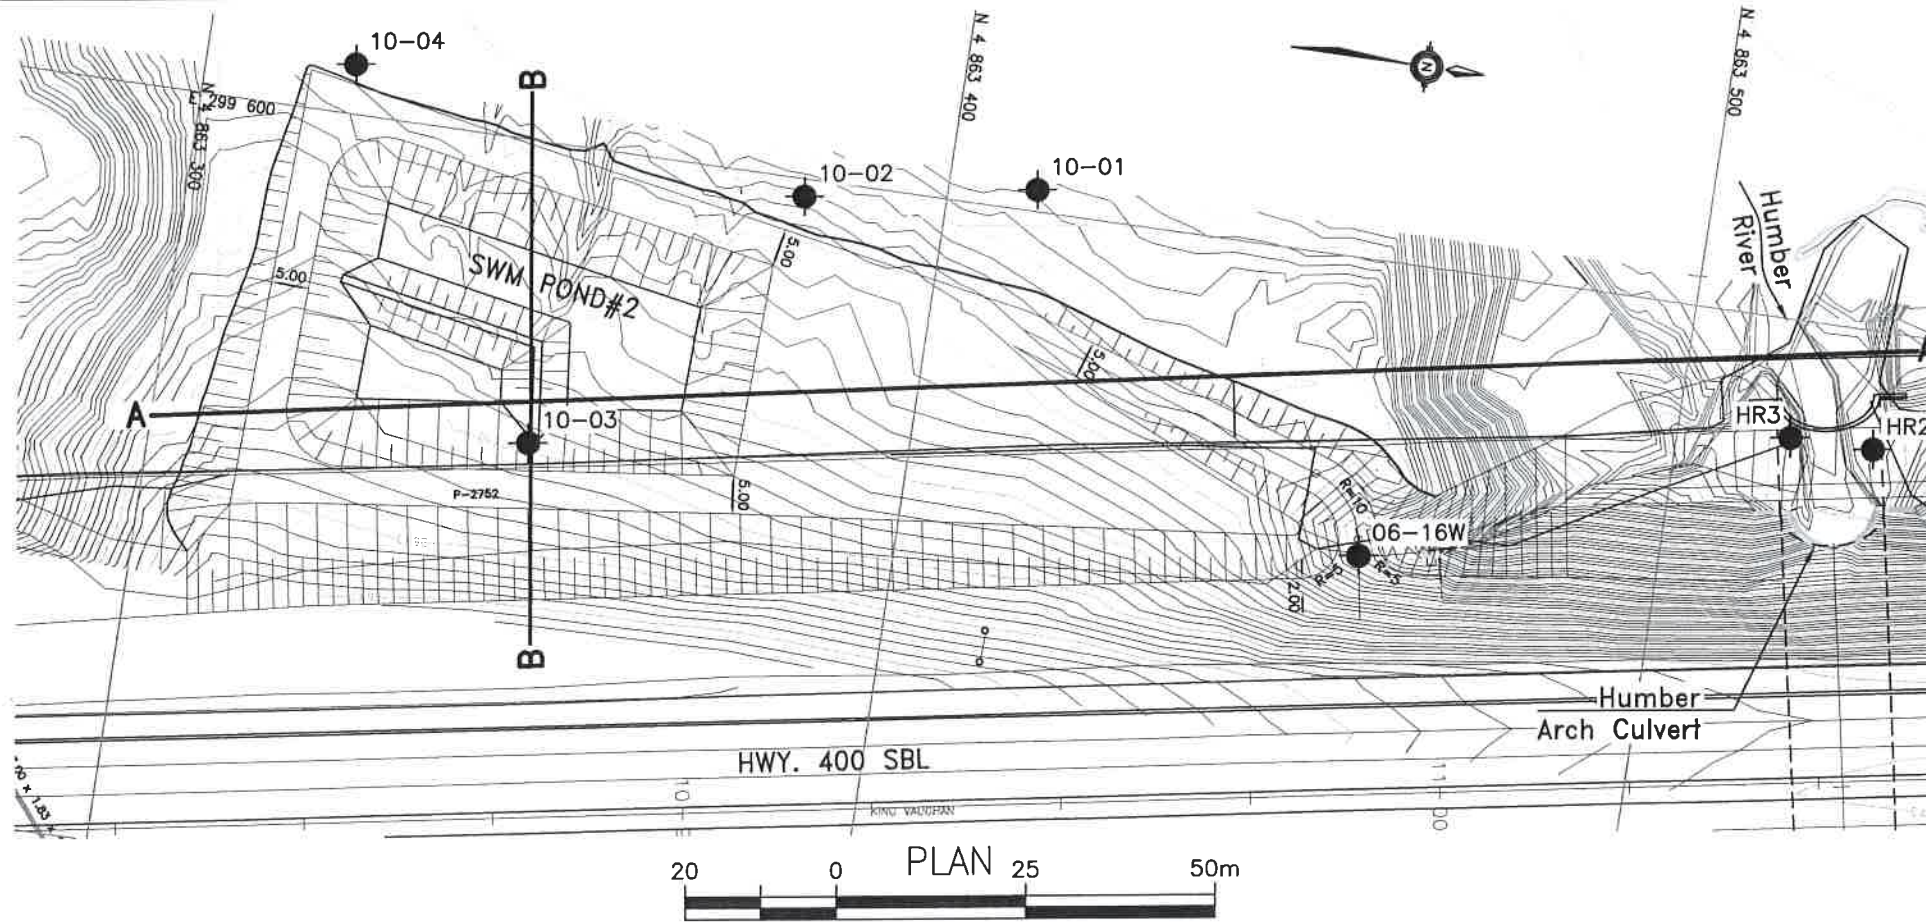 10-04
B
N 4 863 400
N
N 4 863 500
E 299 600
N 4 863 300
10-02
10-01
Humber
River
5.00
SWM POND#2
5.00
5.00
A
10-03
HR3
HR2
P-2752
5.00
R=10
06-16W
R=5
R=5
2.00
B
Humber
Arch Culvert
HWY. 400 SBL
10
KING VAUGHAN
PLAN
20 0 25 50m